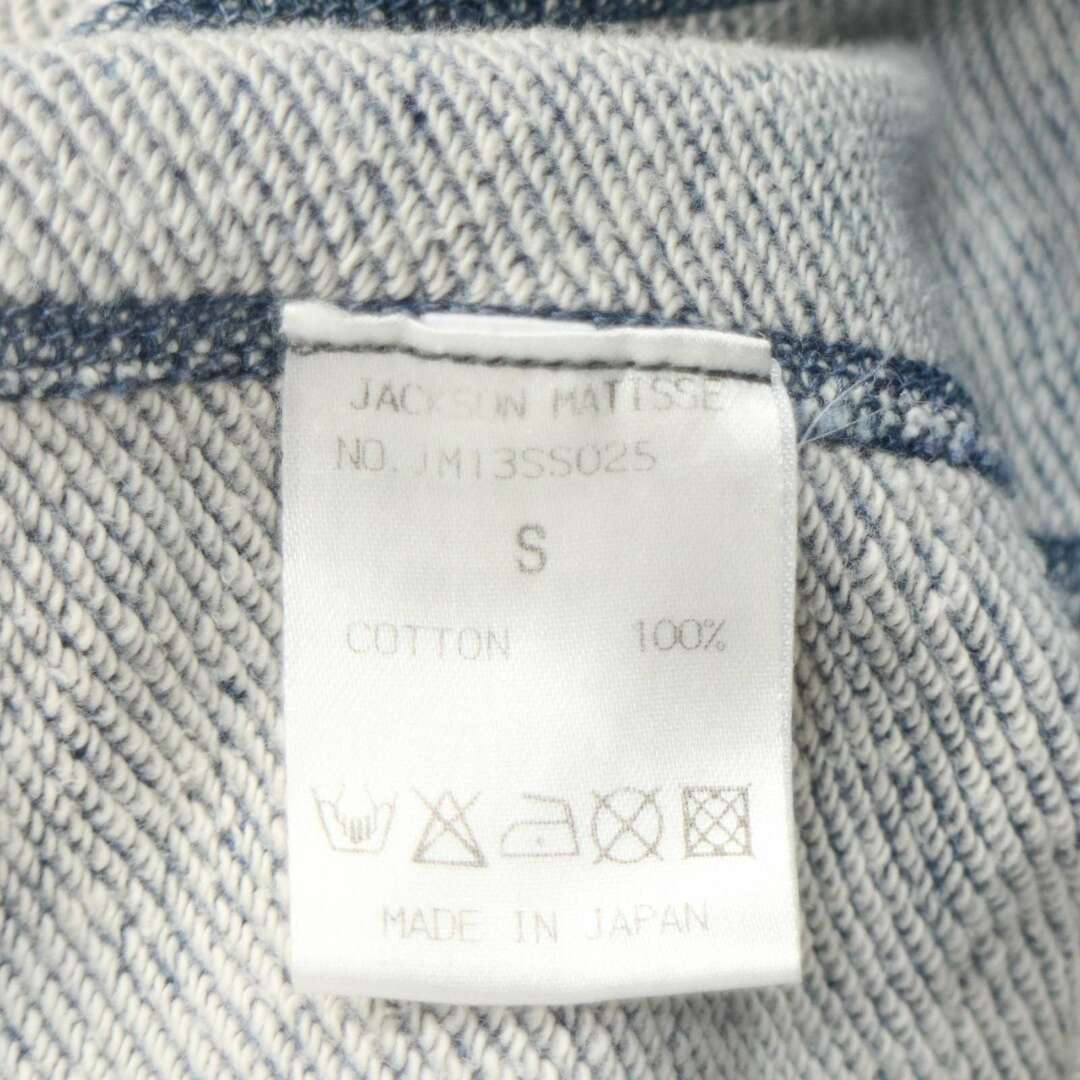 JACKSON MATISSE
NO.JM13SS025
S
COTTON 100%
MADE IN JAPAN